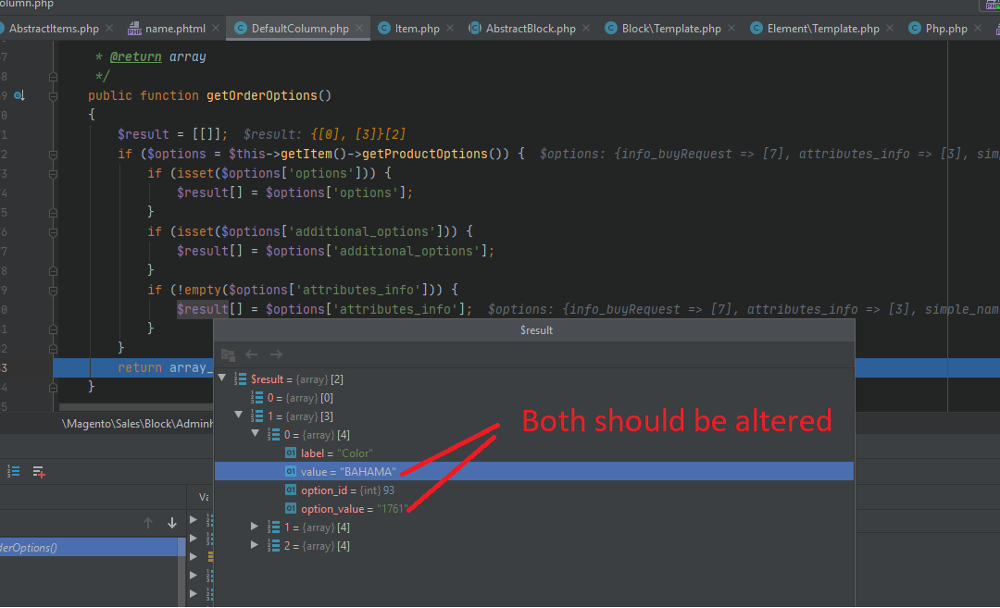 olumn.php
AbstractItems.php name.phtml DefaultColumn.php Item.php AbstractBlock.php Block\Template.php Element\Template.php Php.php
* @return array
*/
public function getOrderOptions()
{
$result = [[]]; $result: {[0], [3]}[2]
if ($options = $this->getItem()->getProductOptions()) { $options: {info_buyRequest => [7], attributes_info => [3], sim
if (isset($options['options'])) {
$result[] = $options['options'];
}
if (isset($options['additional_options'])) {
$result[] = $options['additional_options'];
}
if (!empty($options['attributes_info'])) {
$result[] = $options['attributes_info']; $options: {info_buyRequest => [7], attributes_info => [3], simple_nam
}
}
return array_
}
\Magento\Sales\Block\Adminh
$result
$result = {array} [2]
0 = {array} [0]
1 = {array} [3]
Both should be altered
0 = {array} [4]
label = "Color"
value = "BAHAMA"
option_id = {int} 93
option_value = "1761"
1 = {array} [4]
2 = {array} [4]
Va
derOptions()